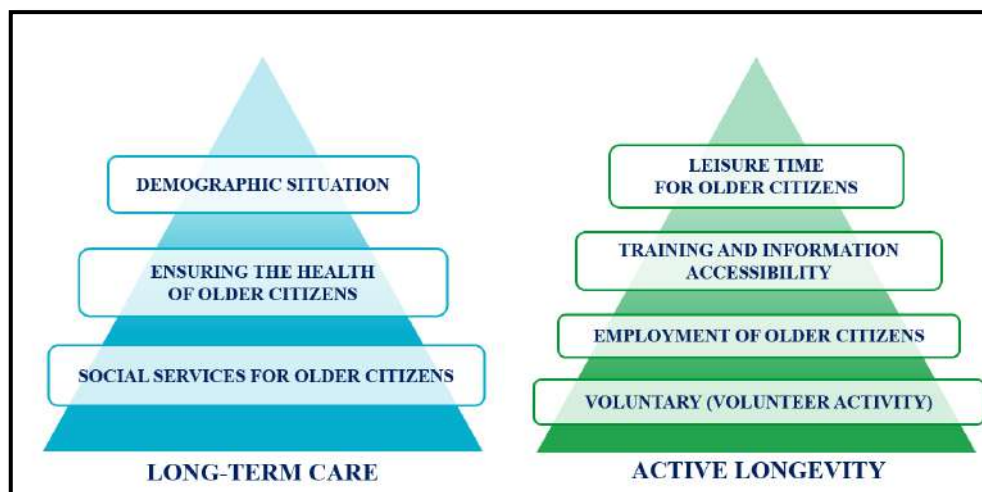 DEMOGRAPHIC SITUATION
ENSURING THE HEALTH
OF OLDER CITIZENS
SOCIAL SERVICES FOR OLDER CITIZENS
LONG-TERM CARE
LEISURE TIME
FOR OLDER CITIZENS
TRAINING AND INFORMATION
ACCESSIBILITY
EMPLOYMENT OF OLDER CITIZENS
VOLUNTARY (VOLUNTEER ACTIVITY)
ACTIVE LONGEVITY